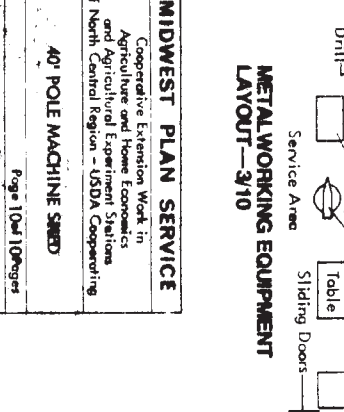 Drill
Service Area
Table
Sliding Doors
METALWORKING EQUIPMENT
LAYOUT—3/10
MIDWEST PLAN SERVICE
Cooperative Extension Work in
Agriculture and Home Economics
and Agricultural Experiment Stations
of North Central Region - USDA Cooperating
40' POLE MACHINE SHED
Page 10 of 10 Pages